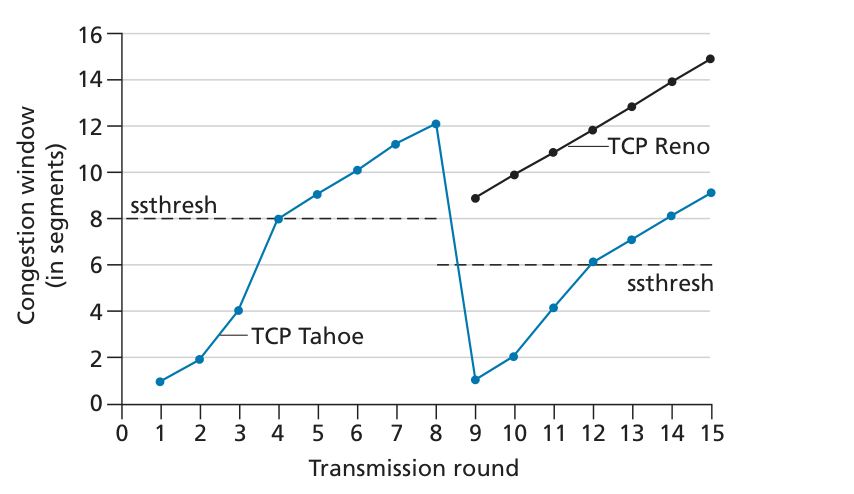 16
14
12
10
8
6
4
2
0
Congestion window
(in segments)
ssthresh
TCP Tahoe
TCP Reno
ssthresh
0 1 2 3 4 5 6 7 8 9 10 11 12 13 14 15
Transmission round